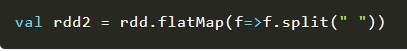 val rdd2 = rdd.flatMap(f=>f.split(" "))